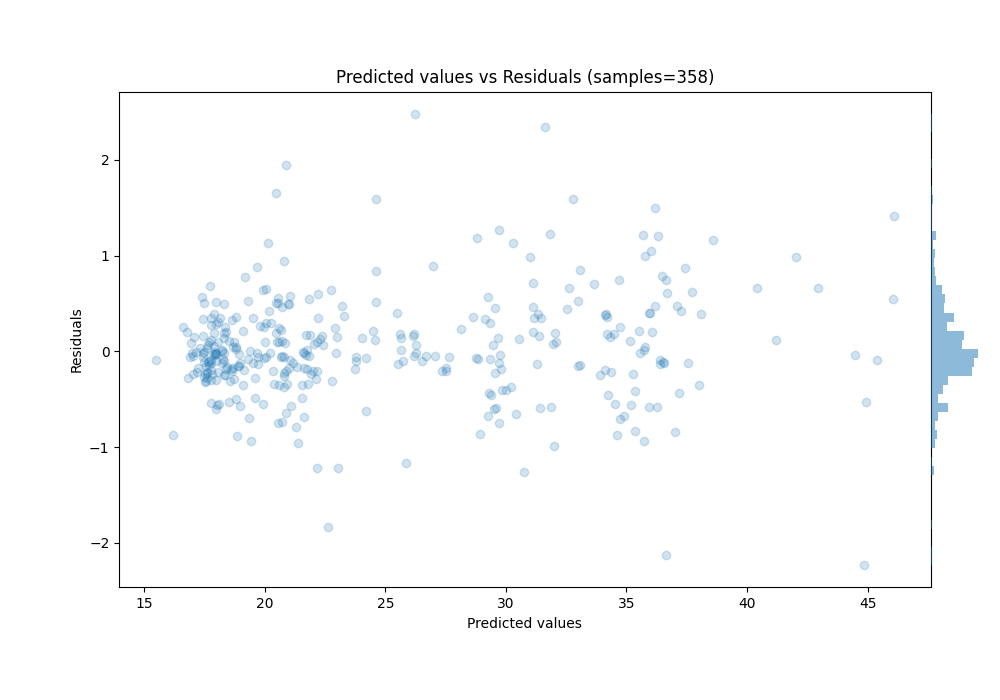 Predicted values vs Residuals (samples=358)
Residuals
2
1
0
−1
−2
15 20 25 30 35 40 45
Predicted values